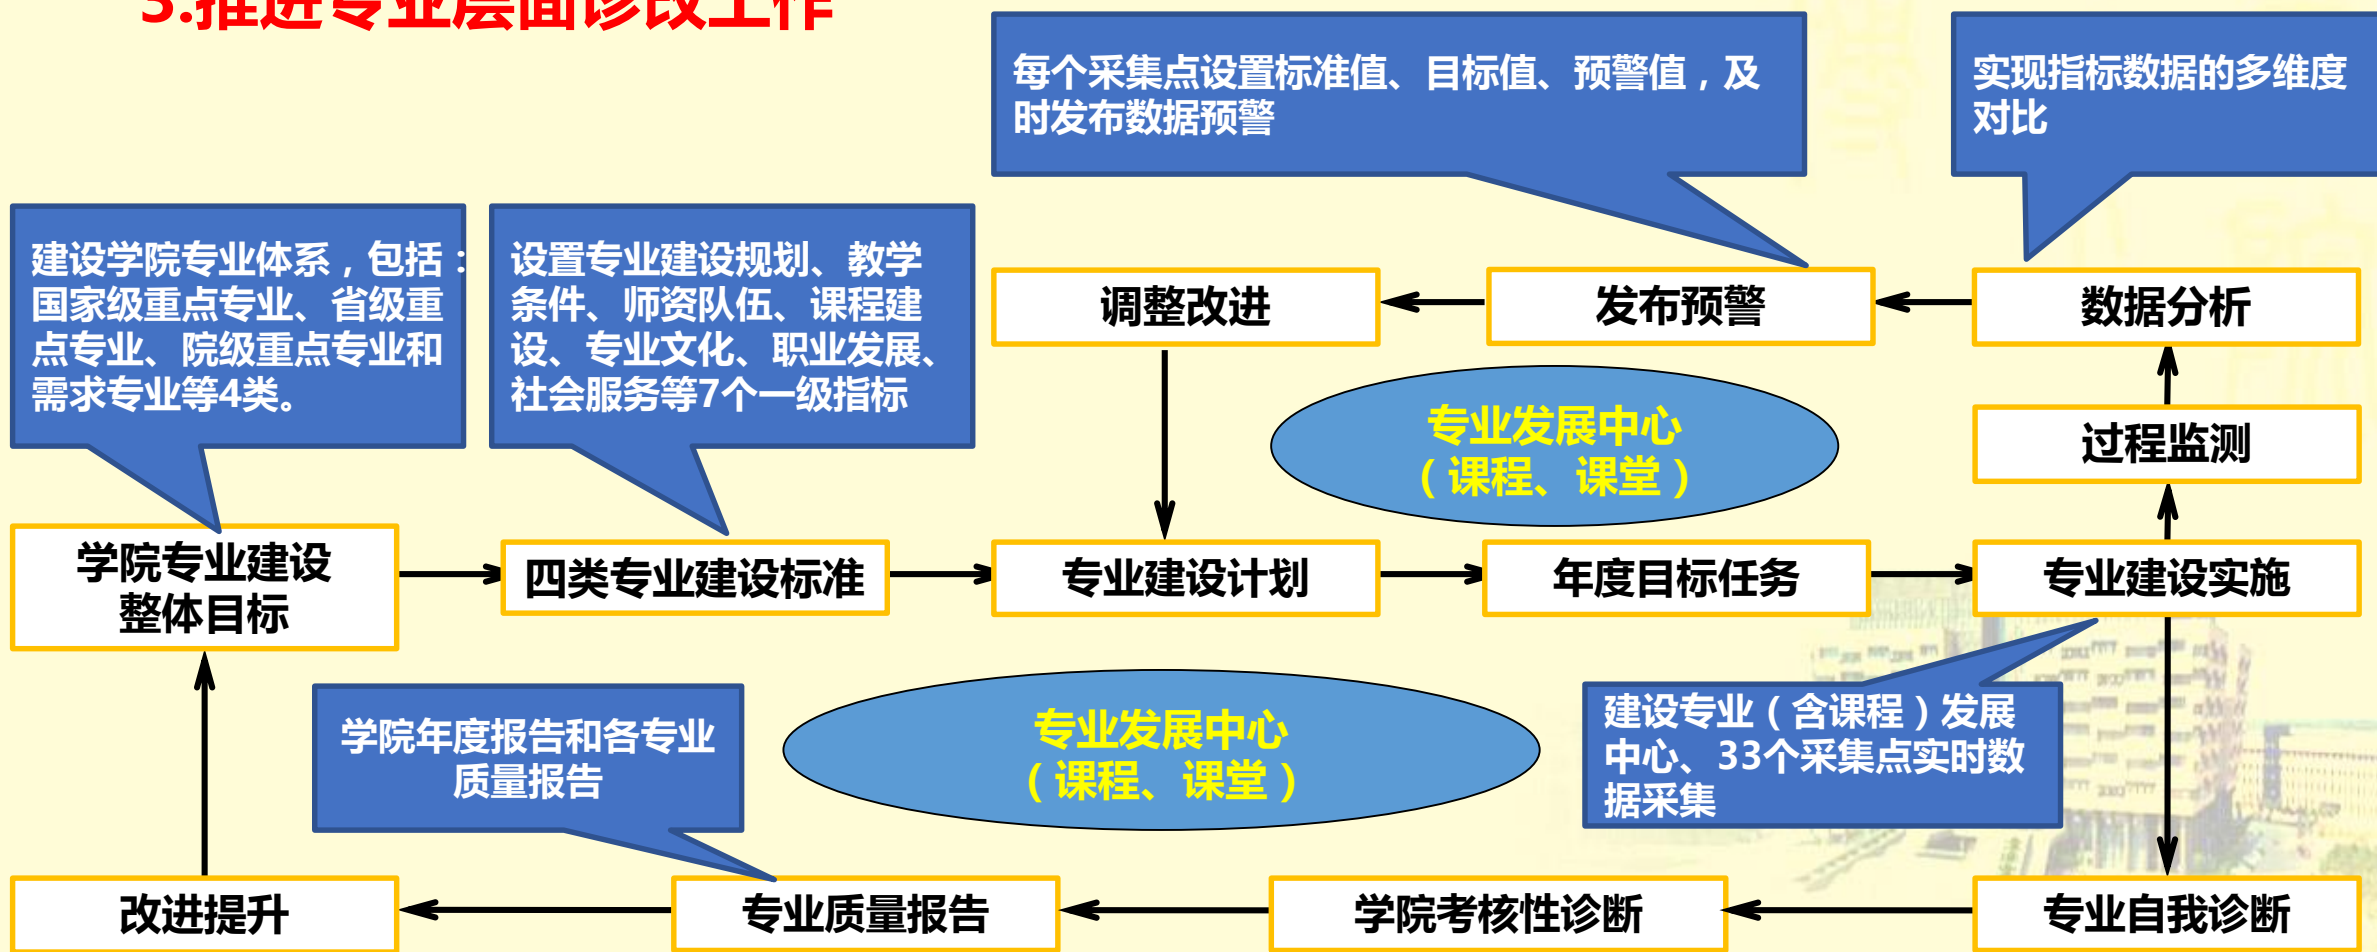 3.推进专业层面诊改工作
每个采集点设置标准值、目标值、预警值，及
时发布数据预警
实现指标数据的多维度
对比
建设学院专业体系，包括：
国家级重点专业、省级重
点专业、院级重点专业和
需求专业等4类。
设置专业建设规划、教学
条件、师资队伍、课程建
设、专业文化、职业发展、
社会服务等7个一级指标
调整改进
发布预警
数据分析
专业发展中心
（课程、课堂）
过程监测
学院专业建设
整体目标
四类专业建设标准
专业建设计划
年度目标任务
专业建设实施
学院年度报告和各专业
质量报告
专业发展中心
（课程、课堂）
建设专业（含课程）发展
中心、33个采集点实时数
据采集
改进提升
专业质量报告
学院考核性诊断
专业自我诊断